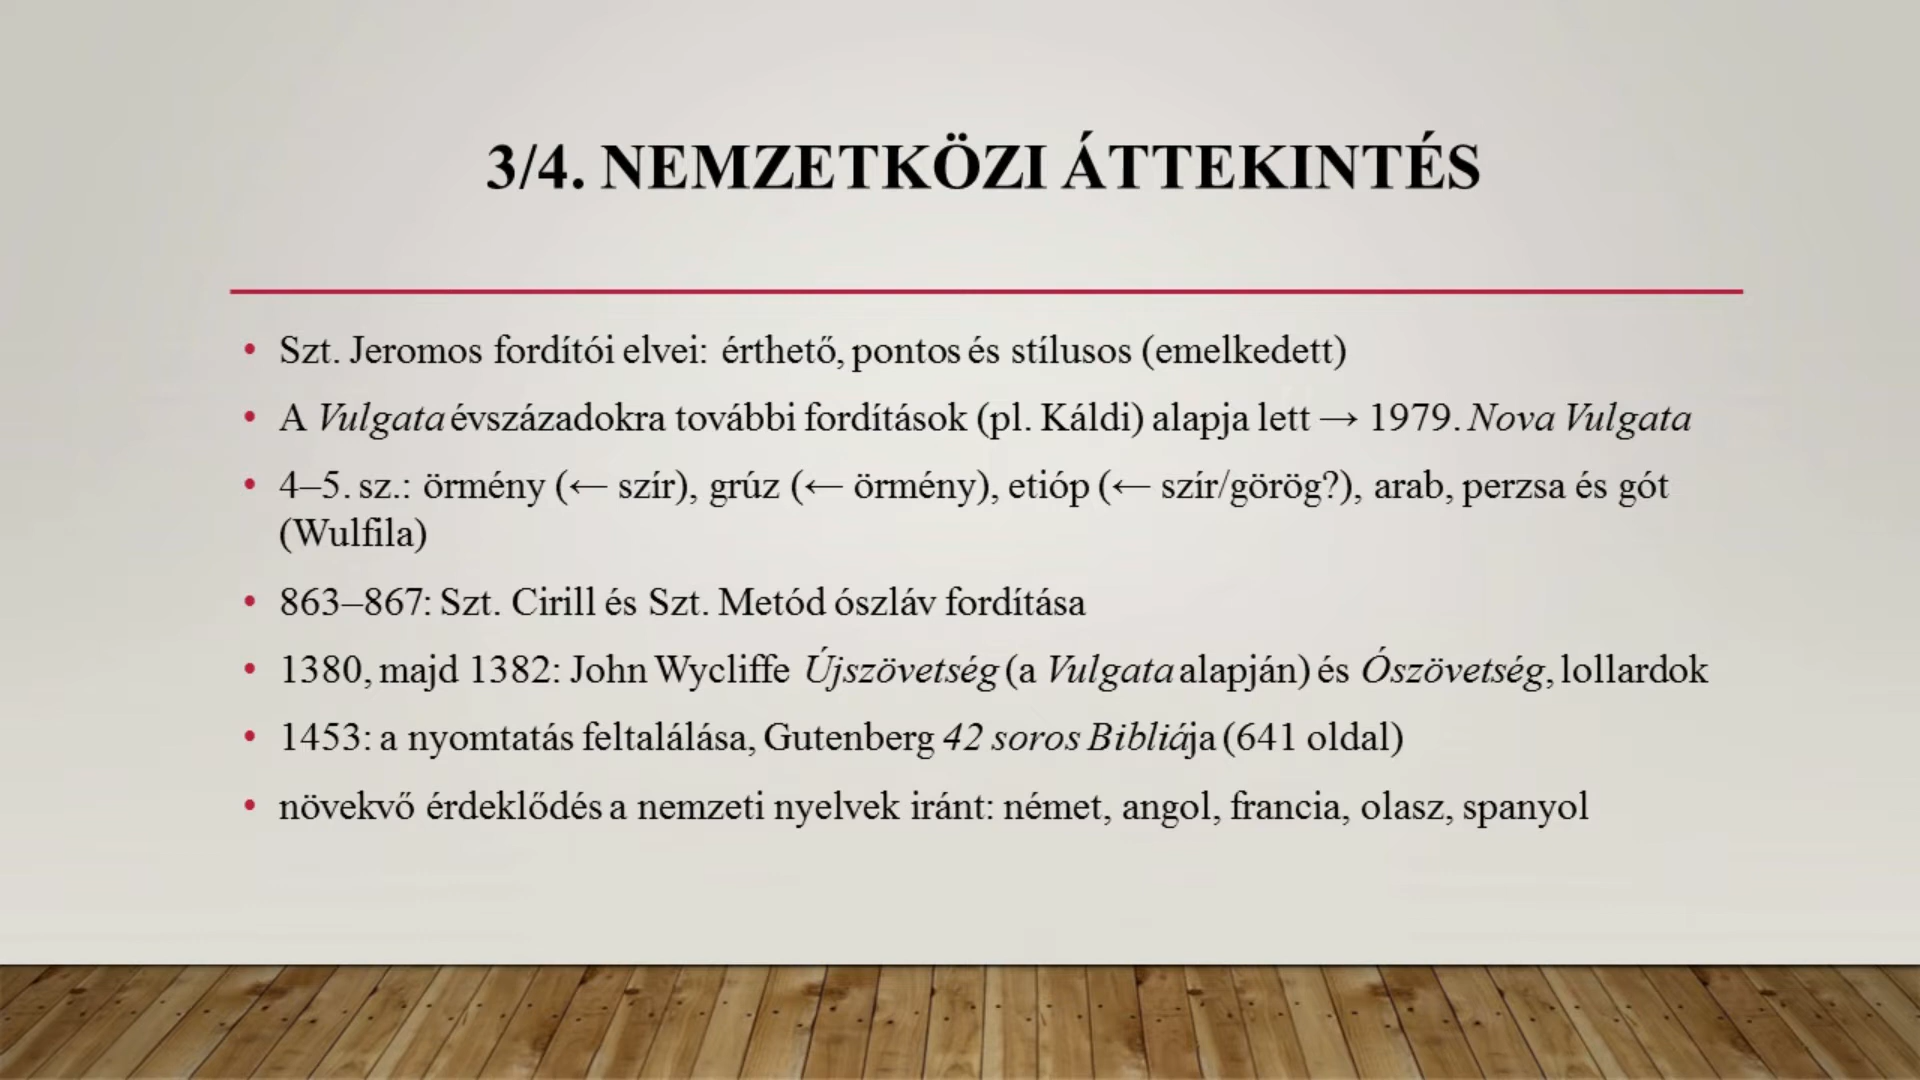 3/4. NEMZETKÖZI ÁTTEKINTÉS
• Szt. Jeromos fordítói elvei: érthető, pontos és stílusos (emelkedett)
• A Vulgata évszázadokra további fordítások (pl. Káldi) alapja lett → 1979. Nova Vulgata
• 4–5. sz.: örmény (← szír), grúz (← örmény), etióp (← szír/görög?), arab, perzsa és gót
(Wulfila)
• 863–867: Szt. Cirill és Szt. Metód ószláv fordítása
• 1380, majd 1382: John Wycliffe Újszövetség (a Vulgata alapján) és Ószövetség, lollardok
• 1453: a nyomtatás feltalálása, Gutenberg 42 soros Bibliája (641 oldal)
• növekvő érdeklődés a nemzeti nyelvek iránt: német, angol, francia, olasz, spanyol